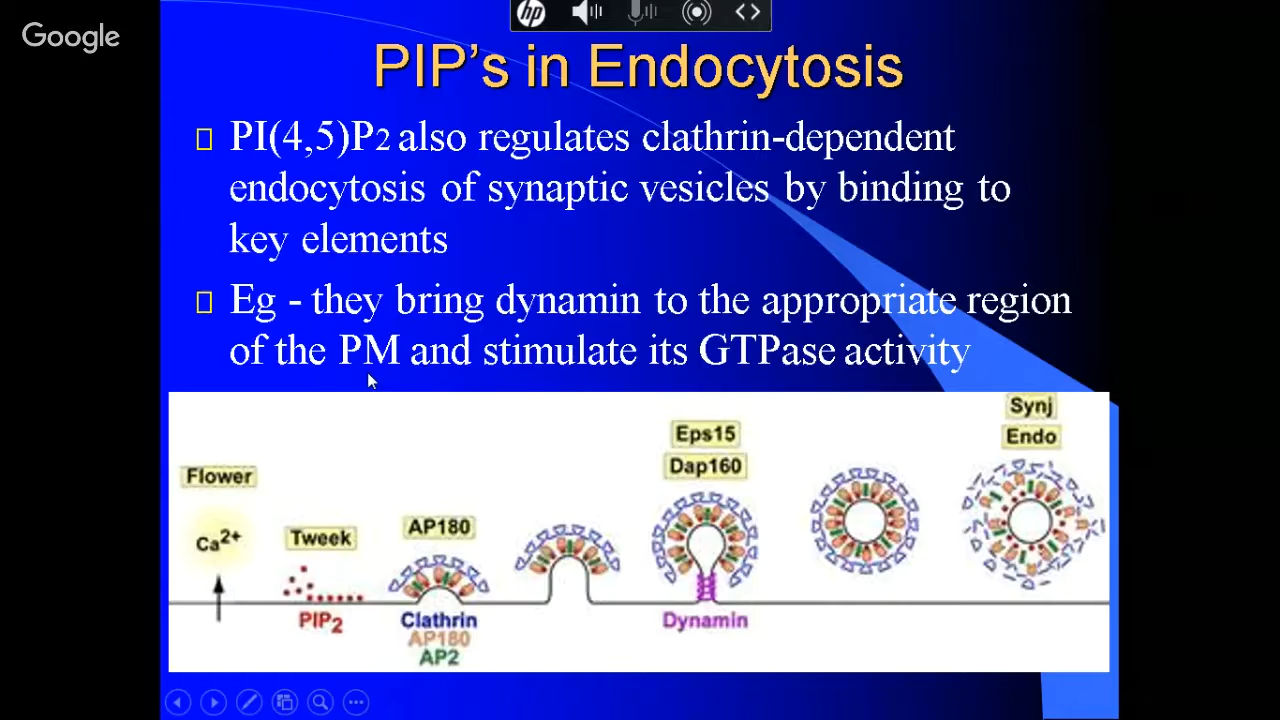 Google
hp
PIP's in Endocytosis
PI(4,5)P2 also regulates clathrin-dependent
endocytosis of synaptic vesicles by binding to
key elements
Eg - they bring dynamin to the appropriate region
of the PM and stimulate its GTPase activity
Flower
Ca2+
Tweek
PIP2
AP180
Clathrin
AP180
AP2
Eps15
Dap160
Dynamin
Synj
Endo